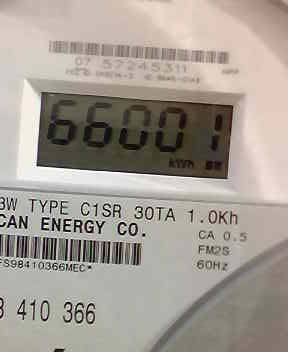 07 57245311
66001
kWh
3W TYPE C1SR 30TA 1.0Kh
CAN ENERGY CO.
CA 0.5
FM2S
60Hz
FS98410366MEC*
410 366